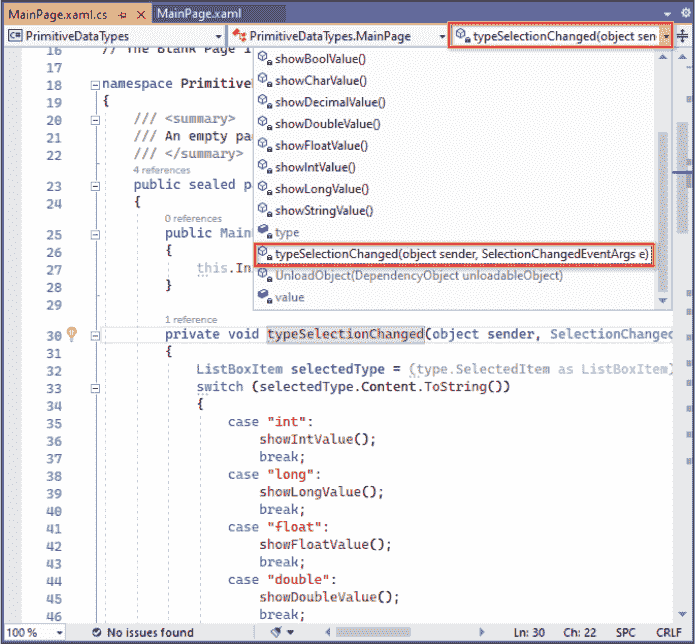 MainPage.xaml.cs MainPage.xaml
PrimitiveDataTypes PrimitiveDataTypes.MainPage typeSelectionChanged(object sen
16 // The Blank Page I
17
18 namespace Primitive
19 {
20 /// <summary>
21 /// An empty pa
22 /// </summary>
4 references
23 public sealed p
24 {
0 references
25 public Mai
26 {
27 this.In
28 }
29
1 reference
30 private void typeSelectionChanged(object sender, SelectionChanged
31 {
32 ListBoxItem selectedType = (type.SelectedItem as ListBoxItem)
33 switch (selectedType.Content.ToString())
34 {
35 case "int":
36 showIntValue();
37 break;
38 case "long":
39 showLongValue();
40 break;
41 case "float":
42 showFloatValue();
43 break;
44 case "double":
45 showDoubleValue();
46 break;
showBoolValue()
showCharValue()
showDecimalValue()
showDoubleValue()
showFloatValue()
showIntValue()
showLongValue()
showStringValue()
type
typeSelectionChanged(object sender, SelectionChangedEventArgs e)
UnloadObject(DependencyObject unloadableObject)
value
100 % No issues found Ln: 30 Ch: 22 SPC CRLF